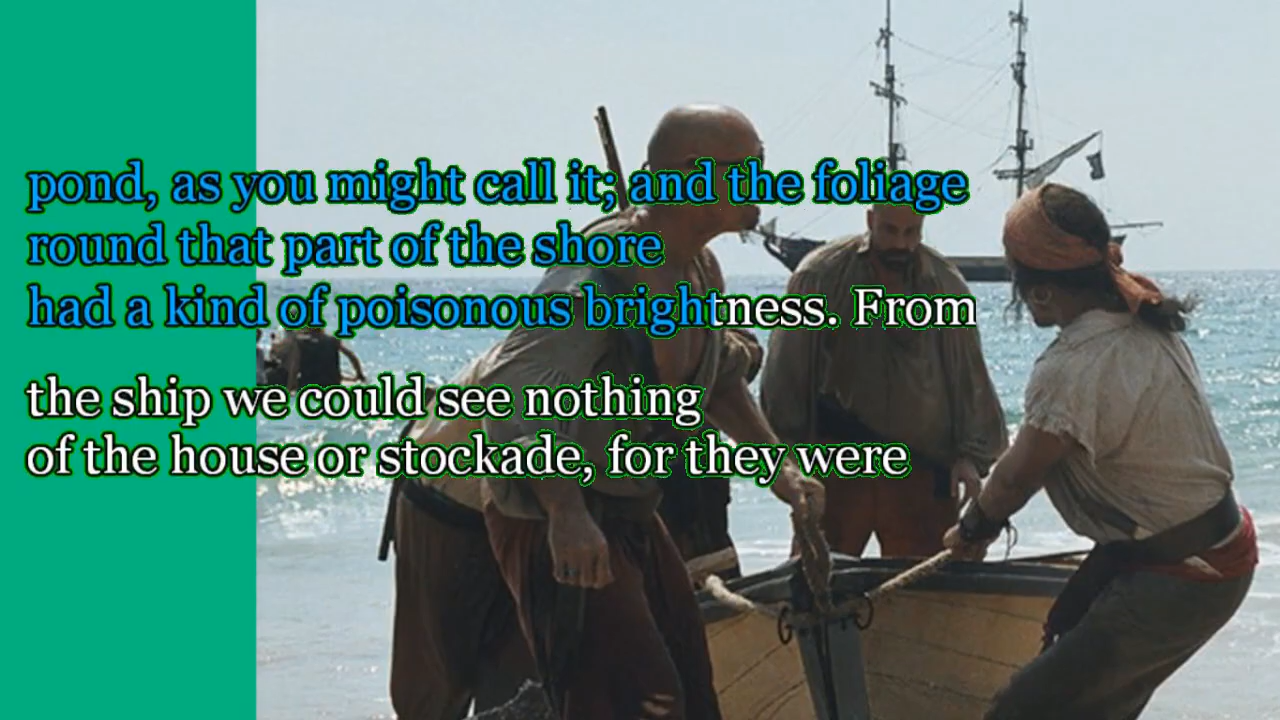 pond, as you might call it; and the foliage
round that part of the shore
had a kind of poisonous brightness. From
the ship we could see nothing
of the house or stockade, for they were